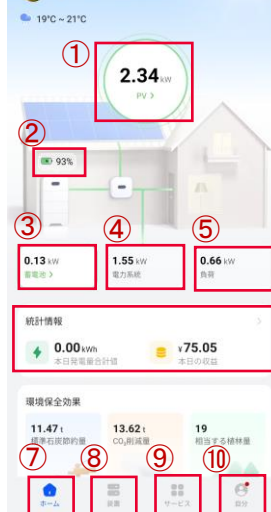 19°C ~ 21°C
①
2.34 kW
PV >
②
93%
③ ④ ⑤
0.13 kW 1.55 kW 0.66 kW
蓄電池 > 電力系統 負荷
統計情報 >
0.00 kWh ¥75.05
本日発電量合計値 本日の収益
環境保全効果
11.47 t 13.62 t 19
標準石炭節約量 CO₂削減量 相当する植林量
⑦ ⑧ ⑨ ⑩
ホーム 装置 サービス 自分